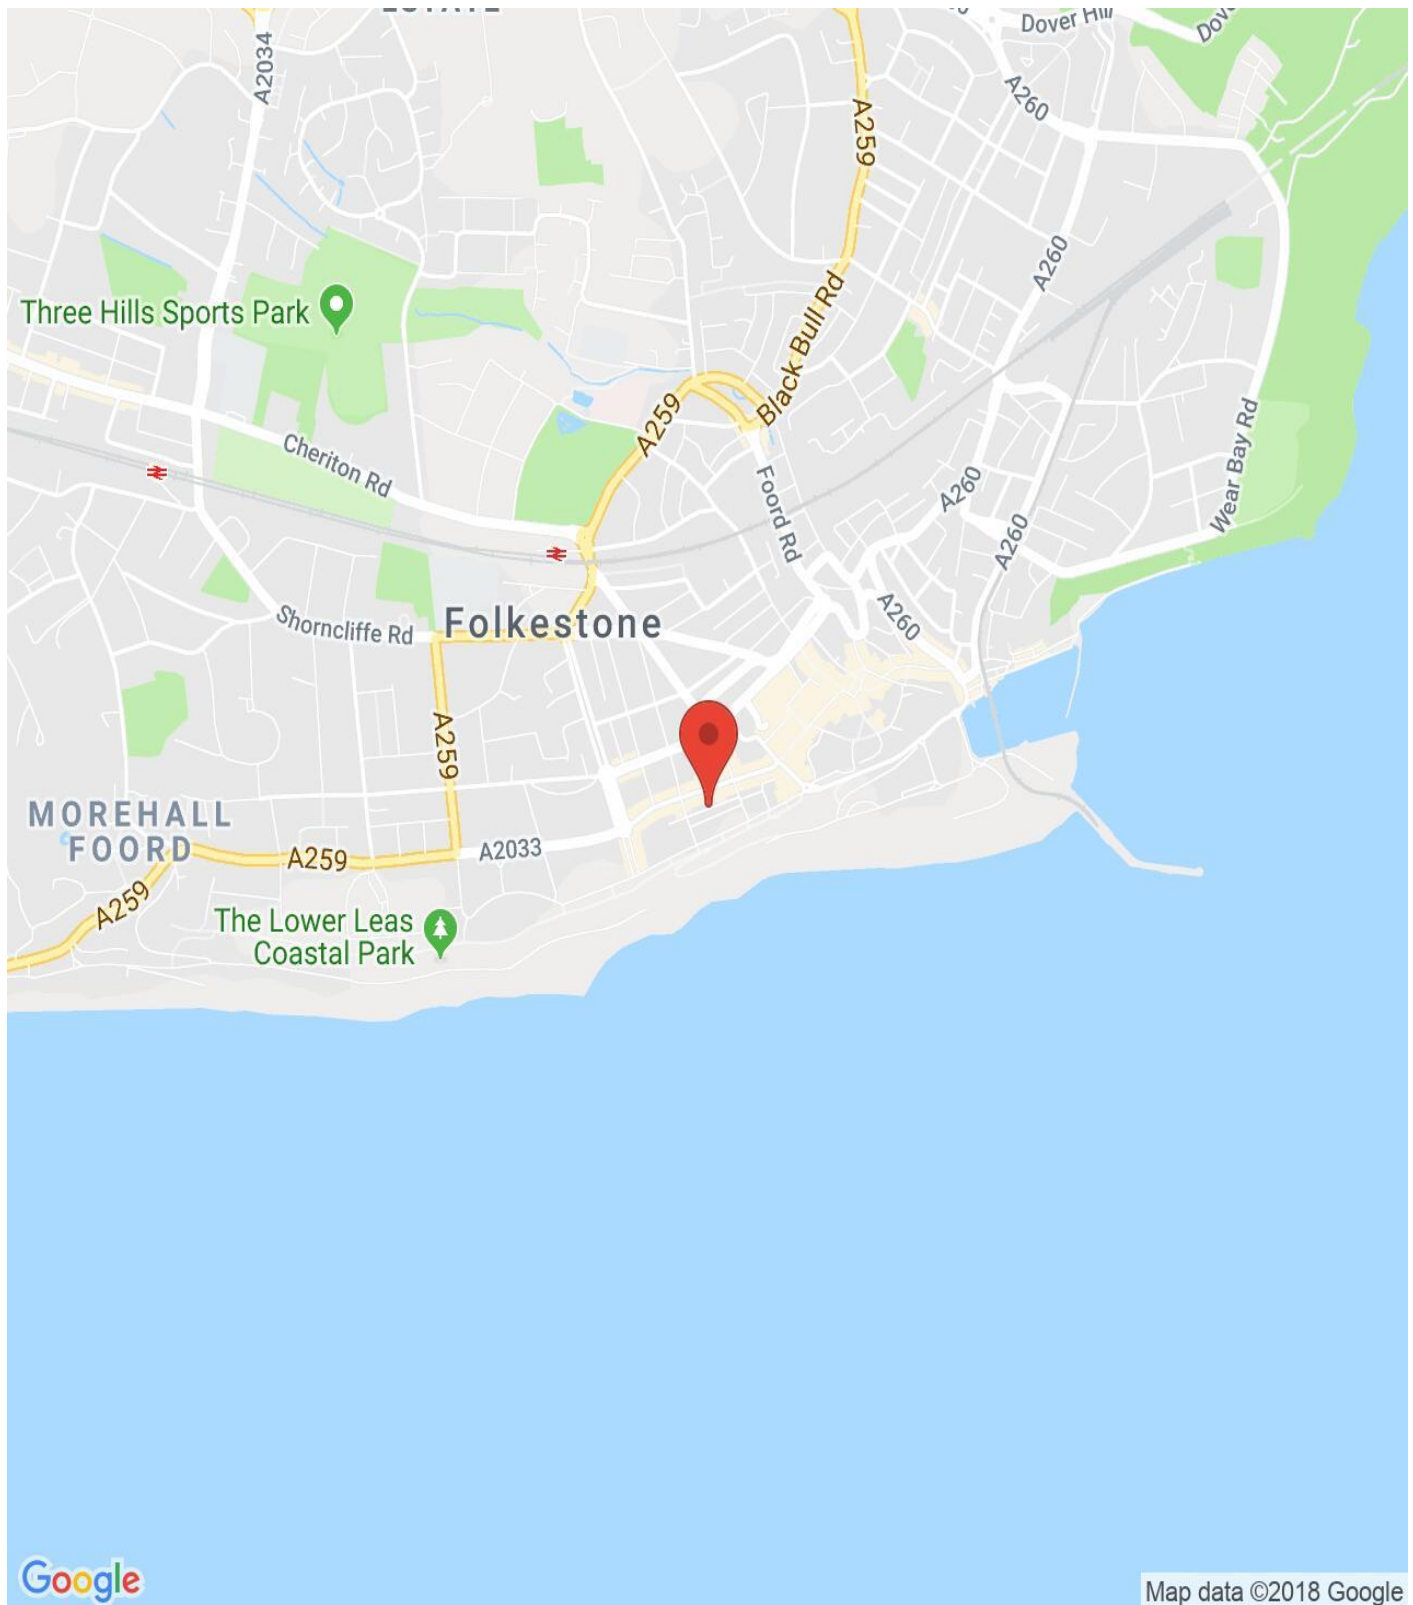 ESTATE
Dover Hill
A2034
A260
A259
A260
Three Hills Sports Park
Black Bull Rd
A259
Wear Bay Rd
Cheriton Rd
Foord Rd
A260
A260
Shorncliffe Rd
Folkestone
A260
A259
MOREHALL
FOORD
A2033
A259
A259
The Lower Leas
Coastal Park
Google
Map data ©2018 Google